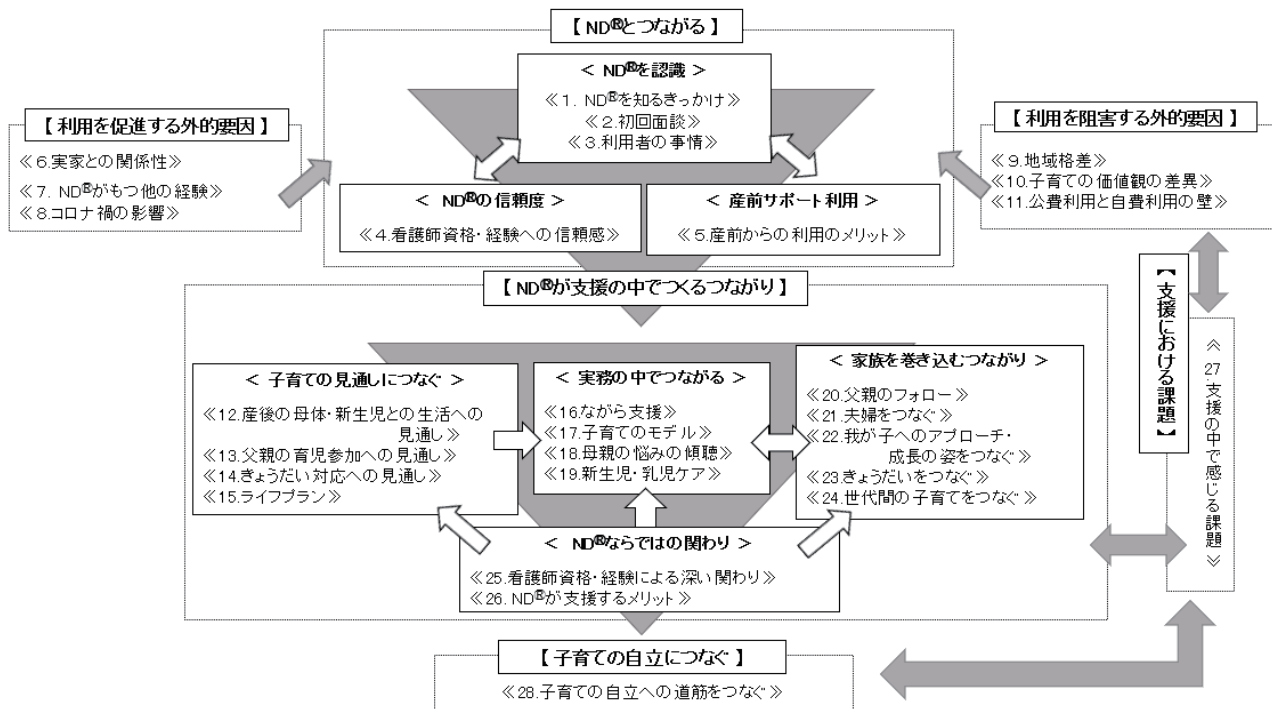 【 ND®とつながる 】
< ND®を認識 >
≪1. ND®を知るきっかけ≫
≪2.初回面談≫
≪3.利用者の事情≫
< ND®の信頼度 >
≪4.看護師資格・経験への信頼感≫
< 産前サポート利用 >
≪5.産前からの利用のメリット≫
【 利用を促進する外的要因 】
≪6.実家との関係性≫
≪7. ND®がもつ他の経験≫
≪8.コロナ禍の影響≫
【 利用を阻害する外的要因 】
≪9.地域格差≫
≪10.子育ての価値観の差異≫
≪11.公費利用と自費利用の壁≫
【 ND®が支援の中でつくるつながり 】
< 子育ての見通しにつなぐ >
≪12.産後の母体・新生児との生活への
見通し≫
≪13.父親の育児参加への見通し≫
≪14.きょうだい対応への見通し≫
≪15.ライフプラン≫
< 実務の中でつながる >
≪16.ながら支援≫
≪17.子育てのモデル≫
≪18.母親の悩みの傾聴≫
≪19.新生児・乳児ケア≫
< 家族を巻き込むつながり >
≪20.父親のフォロー≫
≪21.夫婦をつなぐ≫
≪22.我が子へのアプローチ・
成長の姿をつなぐ≫
≪23.きょうだいをつなぐ≫
≪24.世代間の子育てをつなぐ≫
< ND®ならではの関わり >
≪25.看護師資格・経験による深い関わり≫
≪26. ND®が支援するメリット≫
【 支援における課題 】
≪27.支援の中で感じる課題≫
【 子育ての自立につなぐ 】
≪28.子育ての自立への道筋をつなぐ≫